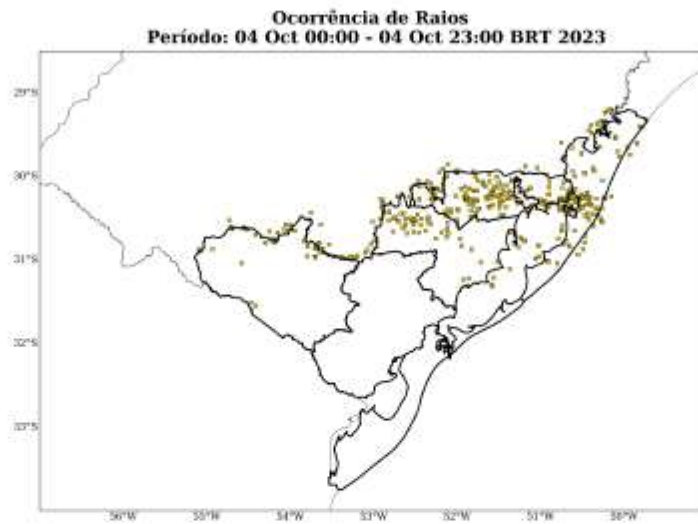 Ocorrência de Raios
Período: 04 Oct 00:00 - 04 Oct 23:00 BRT 2023
29°S
30°S
31°S
32°S
33°S
56°W
55°W
54°W
53°W
52°W
51°W
50°W